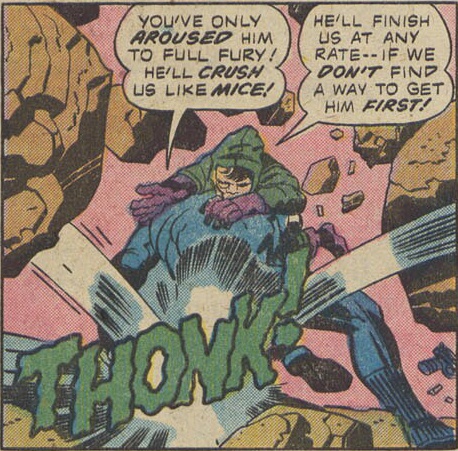 YOU'VE ONLY
AROUSED HIM
TO FULL FURY!
HE'LL CRUSH
US LIKE MICE!
HE'LL FINISH
US AT ANY
RATE--IF WE
DON'T FIND
A WAY TO GET
HIM FIRST!
THONK!